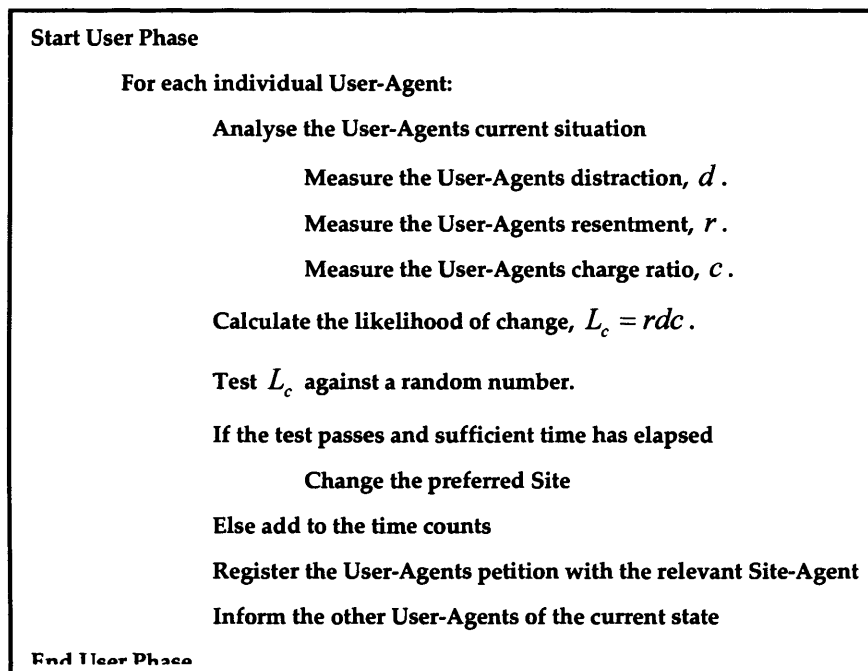 Start User Phase
For each individual User-Agent:
Analyse the User-Agents current situation
Measure the User-Agents distraction, d .
Measure the User-Agents resentment, r .
Measure the User-Agents charge ratio, c .
Calculate the likelihood of change, L_c = rdc .
Test L_c against a random number.
If the test passes and sufficient time has elapsed
Change the preferred Site
Else add to the time counts
Register the User-Agents petition with the relevant Site-Agent
Inform the other User-Agents of the current state
End User Phase